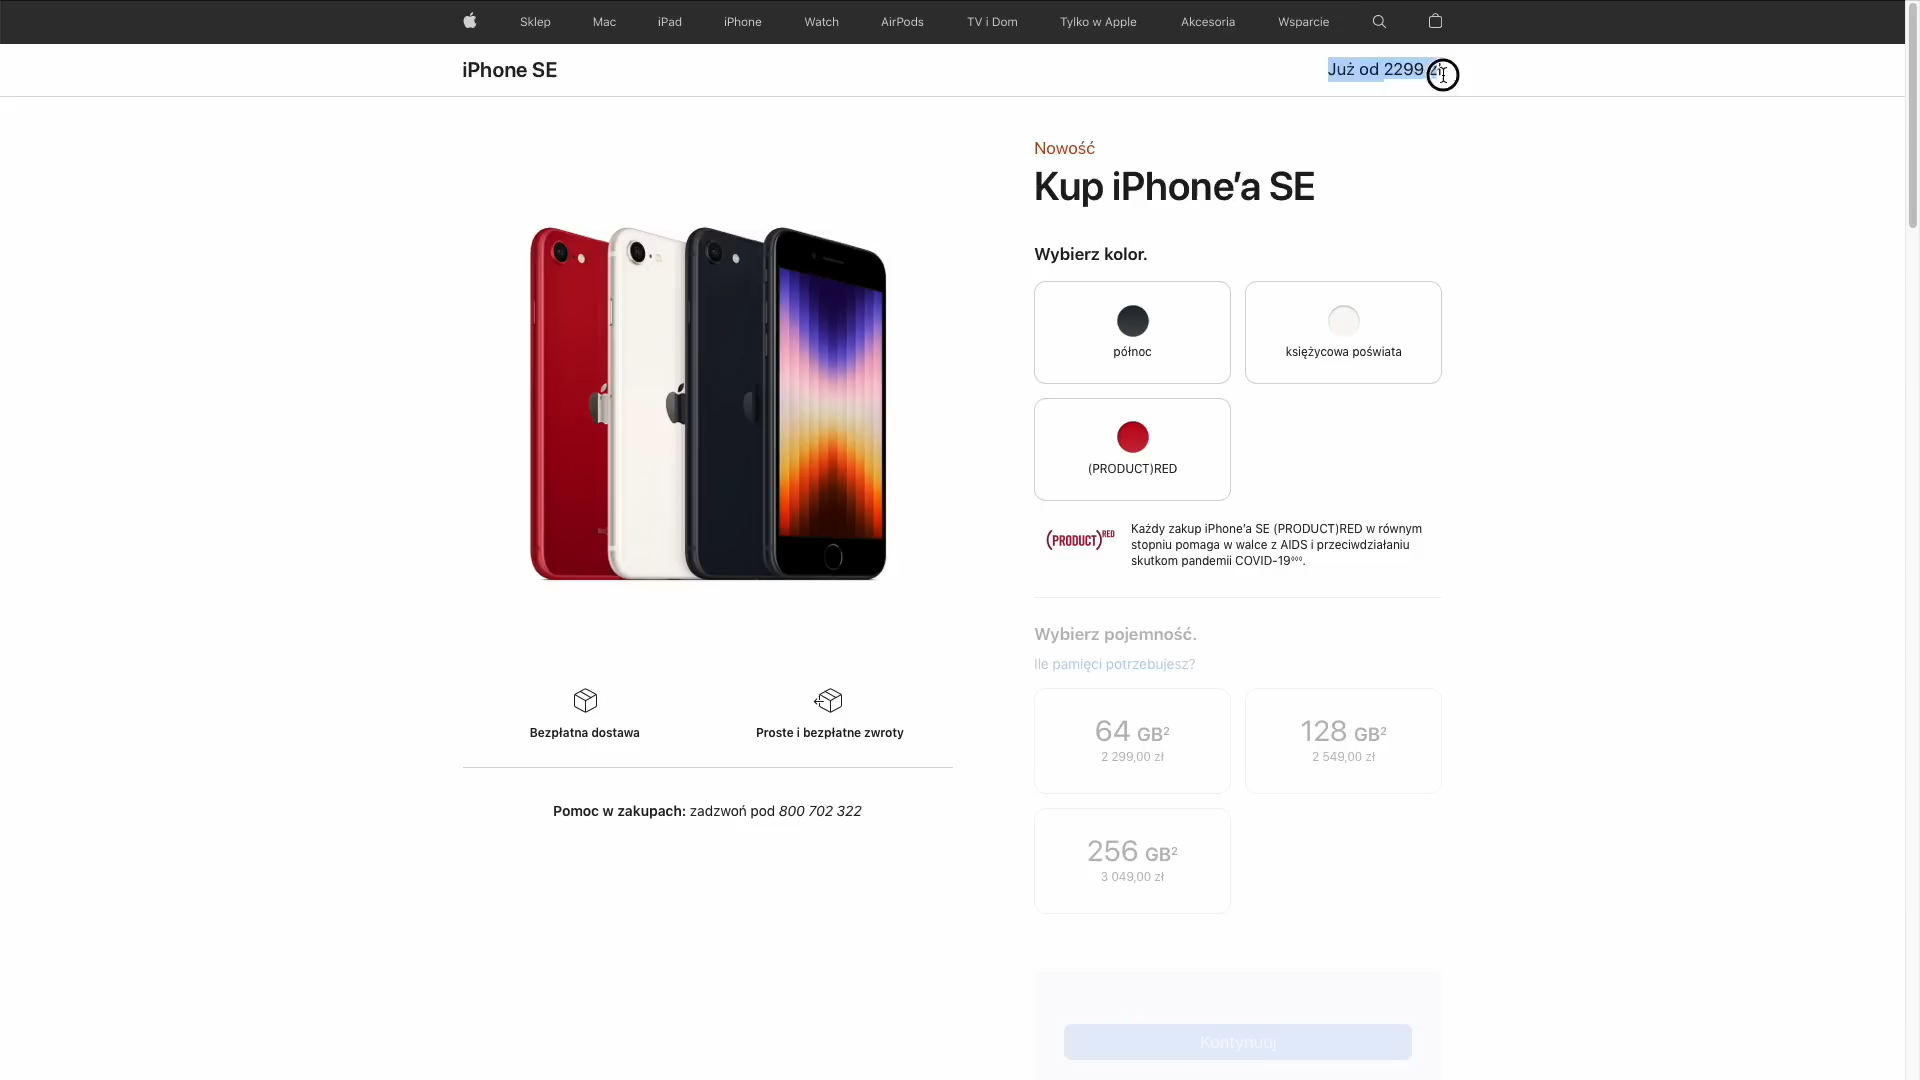 Sklep Mac iPad iPhone Watch AirPods TV i Dom Tylko w Apple Akcesoria Wsparcie
iPhone SE
Już od 2299 zł
Nowość
Kup iPhone’a SE
Wybierz kolor.
północ
księżycowa poświata
(PRODUCT)RED
(PRODUCT)RED
Każdy zakup iPhone’a SE (PRODUCT)RED w równym
stopniu pomaga w walce z AIDS i przeciwdziałaniu
skutkom pandemii COVID-19◊◊◊.
Wybierz pojemność.
Ile pamięci potrzebujesz?
64 GB²
2 299,00 zł
128 GB²
2 549,00 zł
256 GB²
3 049,00 zł
Kontynuuj
Bezpłatna dostawa
Proste i bezpłatne zwroty
Pomoc w zakupach: zadzwoń pod 800 702 322